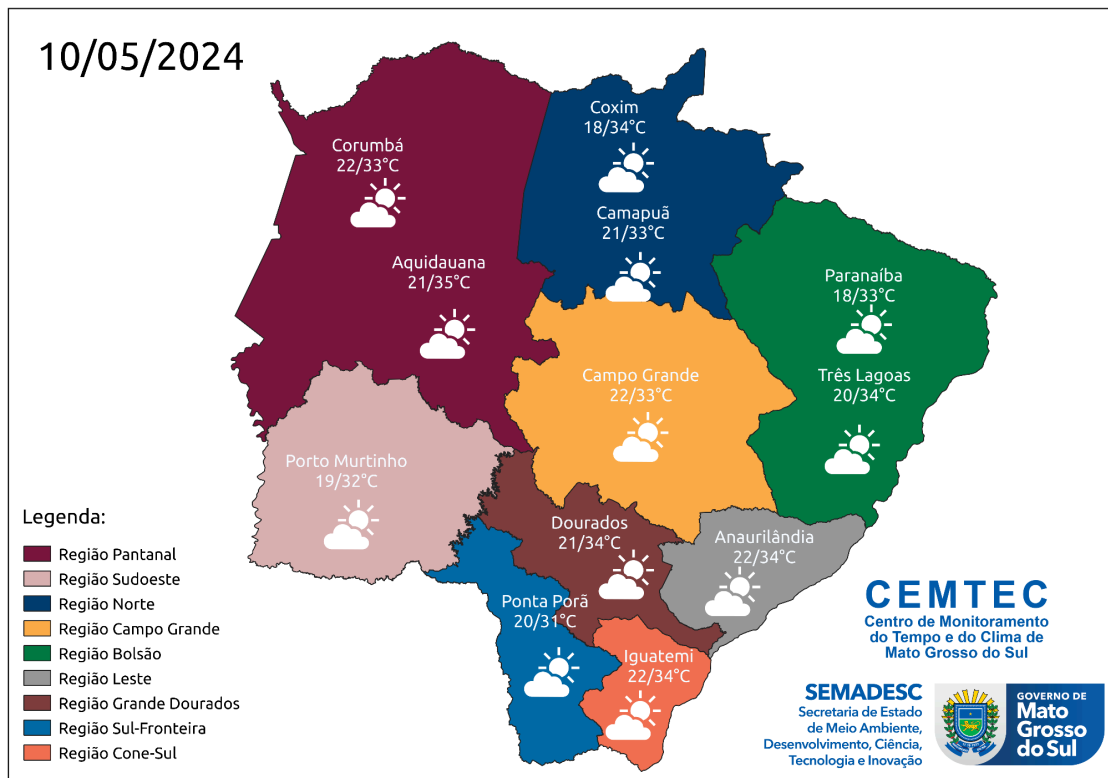 10/05/2024
Coxim
18/34°C
Corumbá
22/33°C
Camapuã
21/33°C
Aquidauana
21/35°C
Paranaíba
18/33°C
Campo Grande
22/33°C
Três Lagoas
20/34°C
Porto Murtinho
19/32°C
Dourados
21/34°C
Anaurilândia
22/34°C
Ponta Porã
20/31°C
Iguatemi
22/34°C
Legenda:
Região Pantanal
Região Sudoeste
Região Norte
Região Campo Grande
Região Bolsão
Região Leste
Região Grande Dourados
Região Sul-Fronteira
Região Cone-Sul
CEMTEC
Centro de Monitoramento
do Tempo e do Clima de
Mato Grosso do Sul
SEMADESC
Secretaria de Estado
de Meio Ambiente,
Desenvolvimento, Ciência,
Tecnologia e Inovação
GOVERNO DE
Mato
Grosso
do Sul